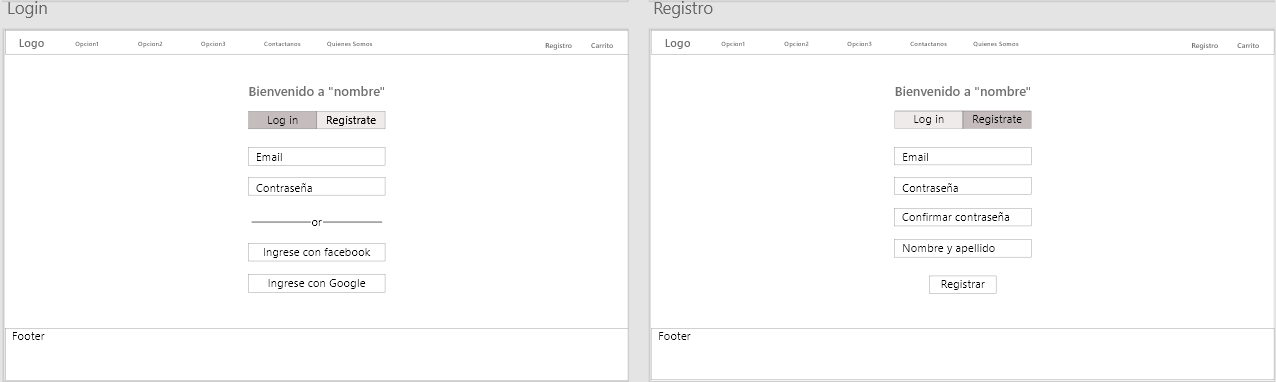 Login
Logo Opcion1 Opcion2 Opcion3 Contactanos Quienes Somos Registro Carrito
Bienvenido a "nombre"
Log in Registrate
Email
Contraseña
or
Ingrese con facebook
Ingrese con Google
Footer
Registro
Logo Opcion1 Opcion2 Opcion3 Contactanos Quienes Somos Registro Carrito
Bienvenido a "nombre"
Log in Registrate
Email
Contraseña
Confirmar contraseña
Nombre y apellido
Registrar
Footer